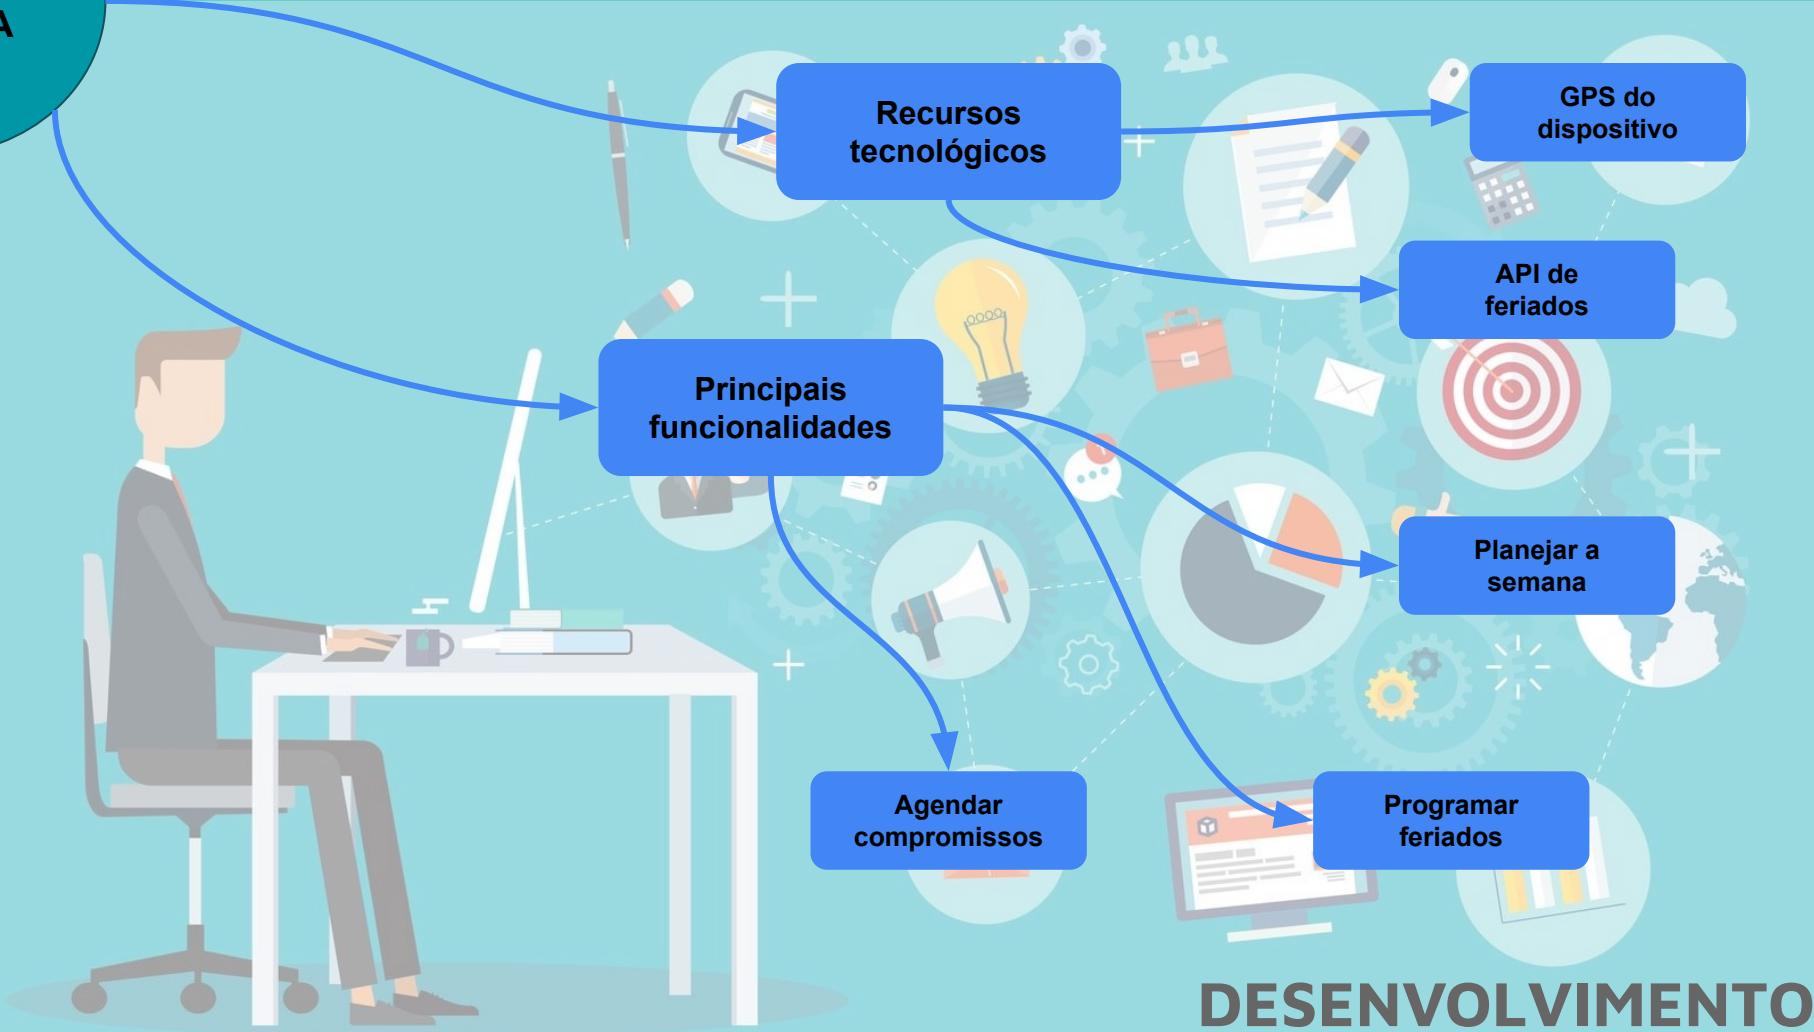 A
Recursos
tecnológicos
GPS do
dispositivo
API de
feriados
Principais
funcionalidades
Planejar a
semana
Agendar
compromissos
Programar
feriados
DESENVOLVIMENTO